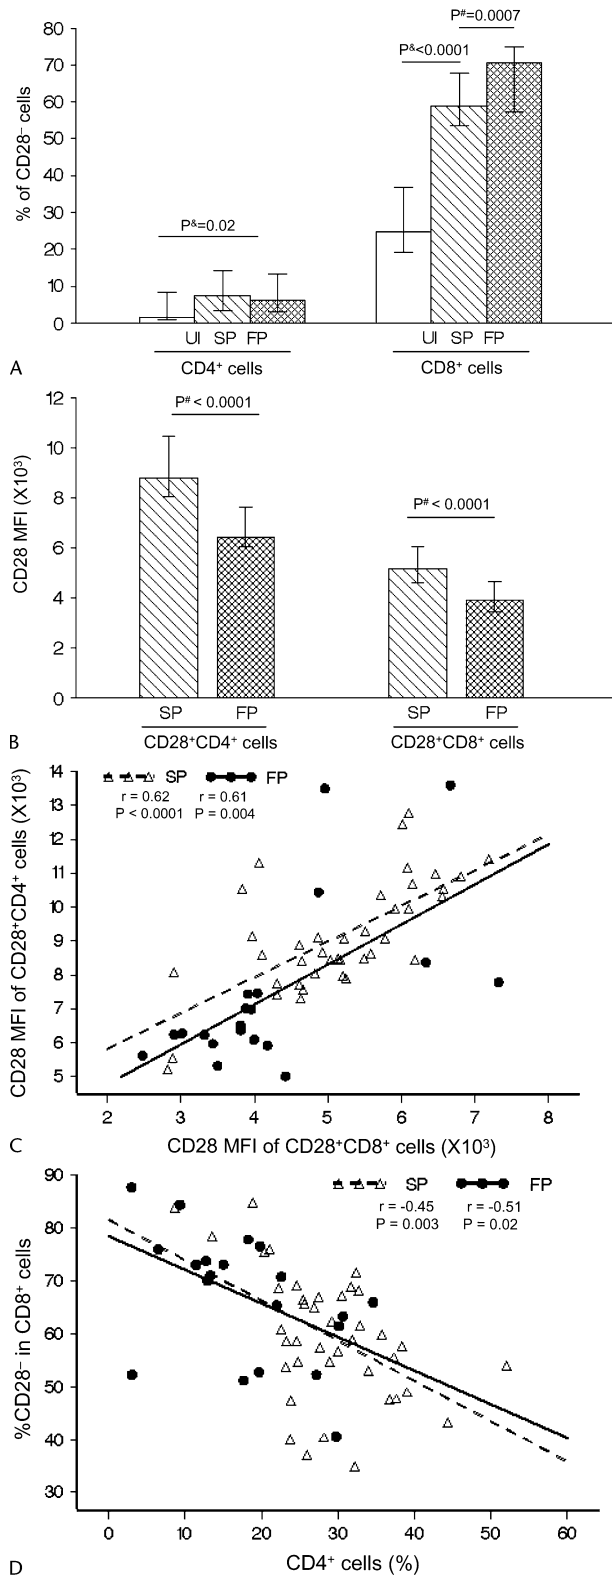 80
70
60
50
40
30
20
10
0
% of CD28⁻ cells
P#=0.0007
P&<0.0001
P&=0.02
UI SP FP
UI SP FP
CD4⁺ cells
CD8⁺ cells
A
12
10
8
6
4
2
0
CD28 MFI (X10³)
P# < 0.0001
P# < 0.0001
SP FP
SP FP
CD28⁺CD4⁺ cells
CD28⁺CD8⁺ cells
B
14
13
12
11
10
9
8
7
6
5
CD28 MFI of CD28⁺CD4⁺ cells (X10³)
SP FP
r = 0.62 r = 0.61
P < 0.0001 P = 0.004
2 3 4 5 6 7 8
CD28 MFI of CD28⁺CD8⁺ cells (X10³)
C
90
80
70
60
50
40
30
%CD28⁻ in CD8⁺ cells
SP FP
r = -0.45 r = -0.51
P = 0.003 P = 0.02
0 10 20 30 40 50 60
CD4⁺ cells (%)
D